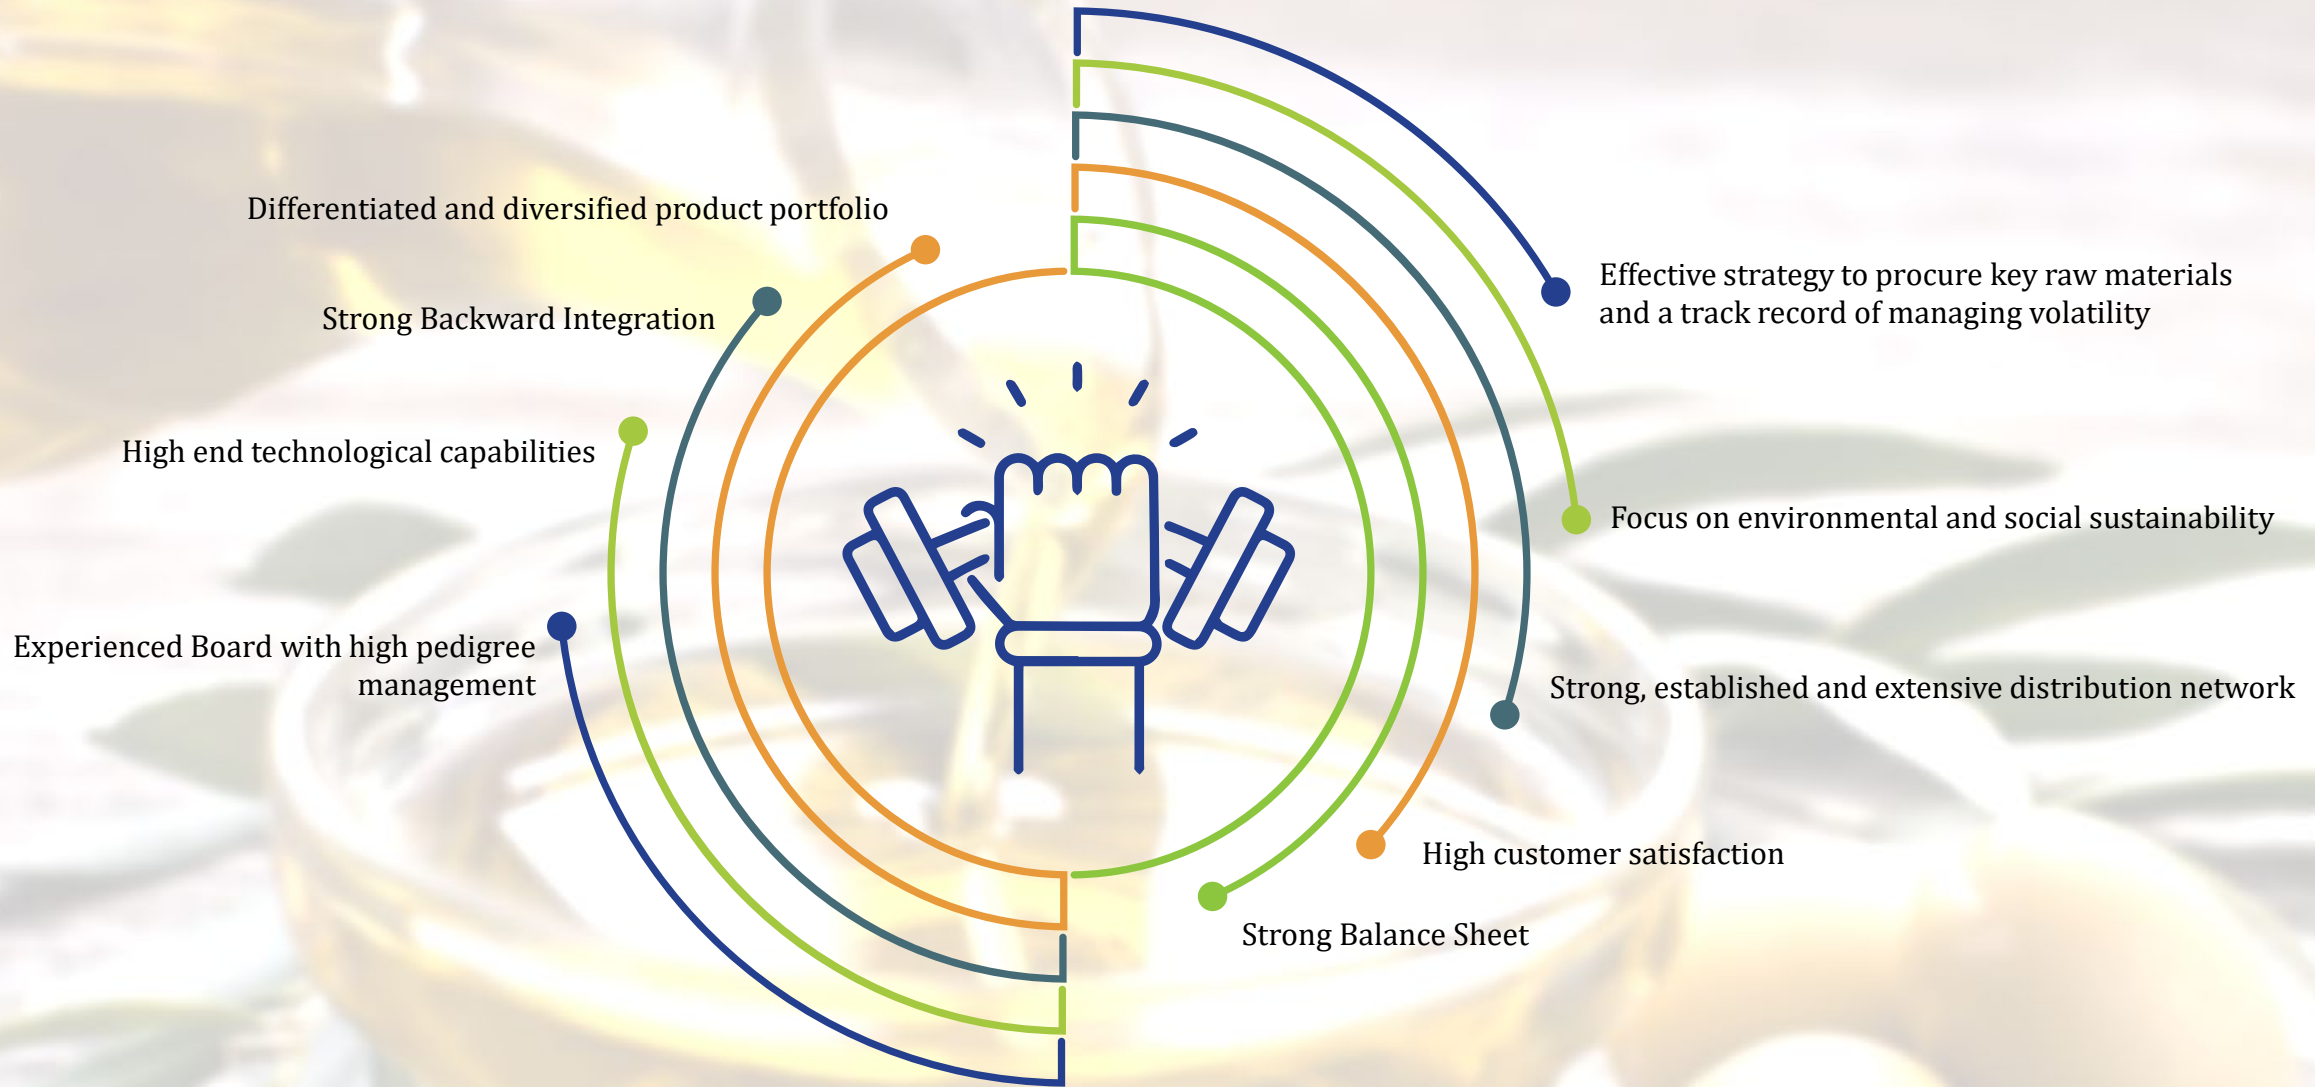 Differentiated and diversified product portfolio
Strong Backward Integration
High end technological capabilities
Experienced Board with high pedigree
management
Effective strategy to procure key raw materials
and a track record of managing volatility
Focus on environmental and social sustainability
Strong, established and extensive distribution network
High customer satisfaction
Strong Balance Sheet